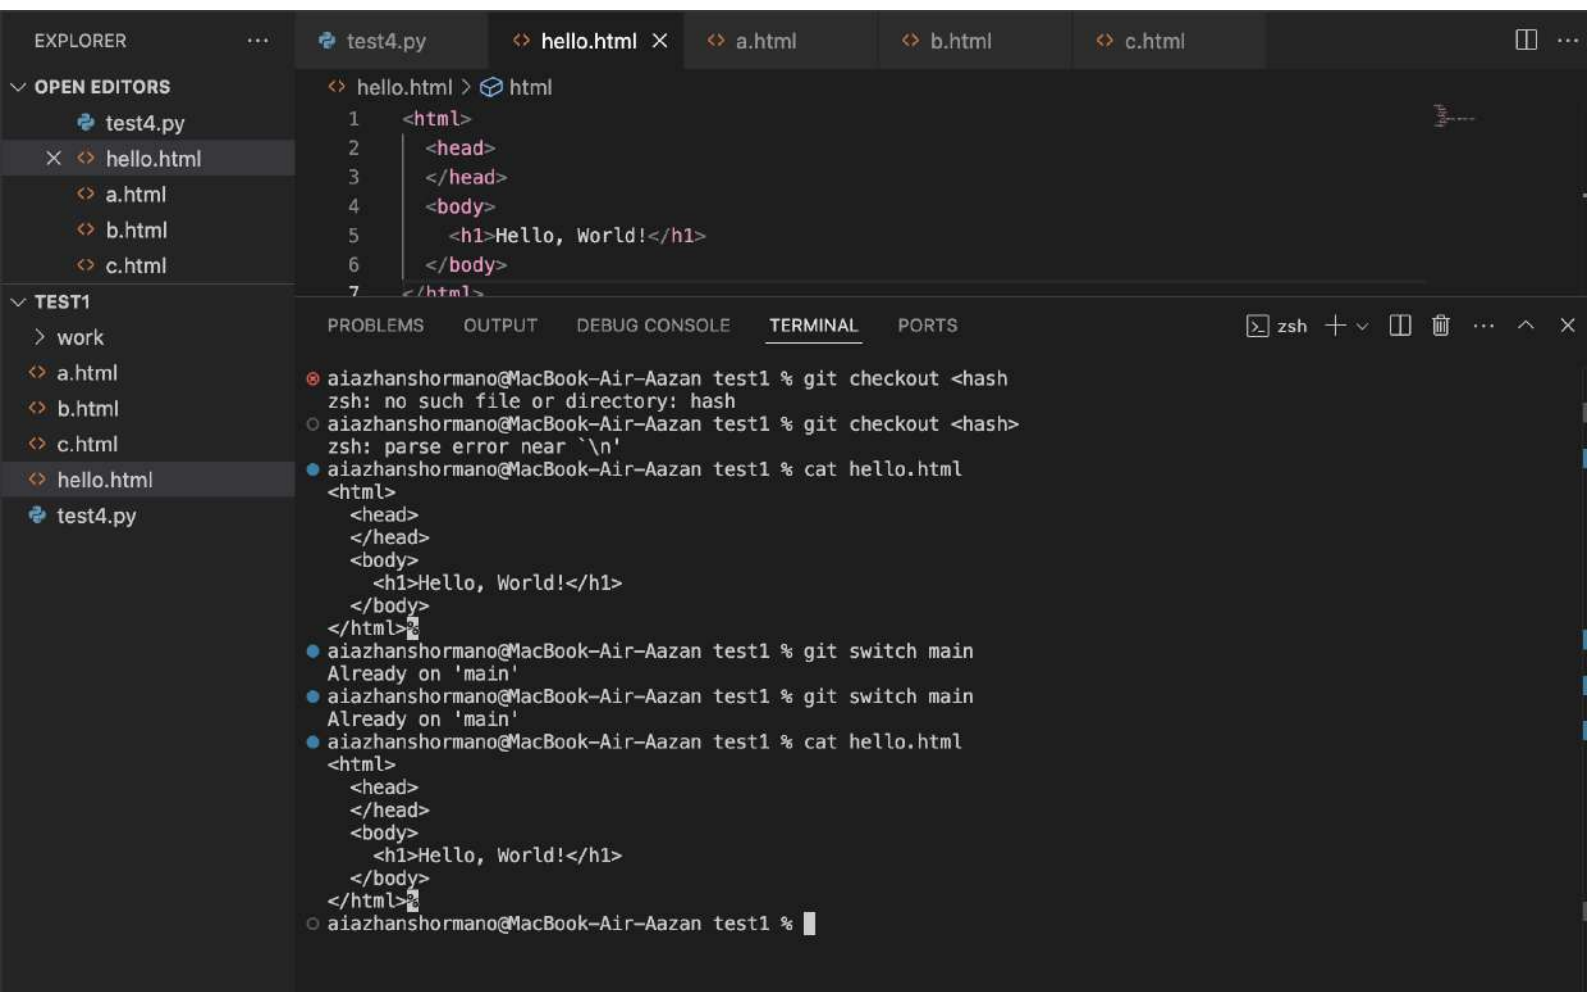 EXPLORER ...
OPEN EDITORS
test4.py
hello.html
a.html
b.html
c.html
TEST1
work
a.html
b.html
c.html
hello.html
test4.py
test4.py hello.html a.html b.html c.html
hello.html > html
1 <html>
2 <head>
3 </head>
4 <body>
5 <h1>Hello, World!</h1>
6 </body>
7 </html>
PROBLEMS OUTPUT DEBUG CONSOLE TERMINAL PORTS zsh
aiazhanshormano@MacBook-Air-Aazan test1 % git checkout <hash
zsh: no such file or directory: hash
aiazhanshormano@MacBook-Air-Aazan test1 % git checkout <hash>
zsh: parse error near `\n'
aiazhanshormano@MacBook-Air-Aazan test1 % cat hello.html
<html>
<head>
</head>
<body>
<h1>Hello, World!</h1>
</body>
</html>%
aiazhanshormano@MacBook-Air-Aazan test1 % git switch main
Already on 'main'
aiazhanshormano@MacBook-Air-Aazan test1 % git switch main
Already on 'main'
aiazhanshormano@MacBook-Air-Aazan test1 % cat hello.html
<html>
<head>
</head>
<body>
<h1>Hello, World!</h1>
</body>
</html>%
aiazhanshormano@MacBook-Air-Aazan test1 %